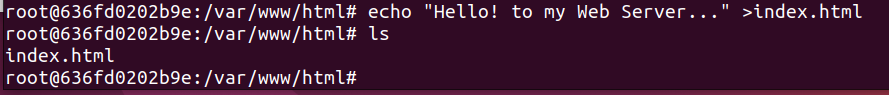 root@636fd0202b9e:/var/www/html# echo "Hello! to my Web Server..." >index.html
root@636fd0202b9e:/var/www/html# ls
index.html
root@636fd0202b9e:/var/www/html#